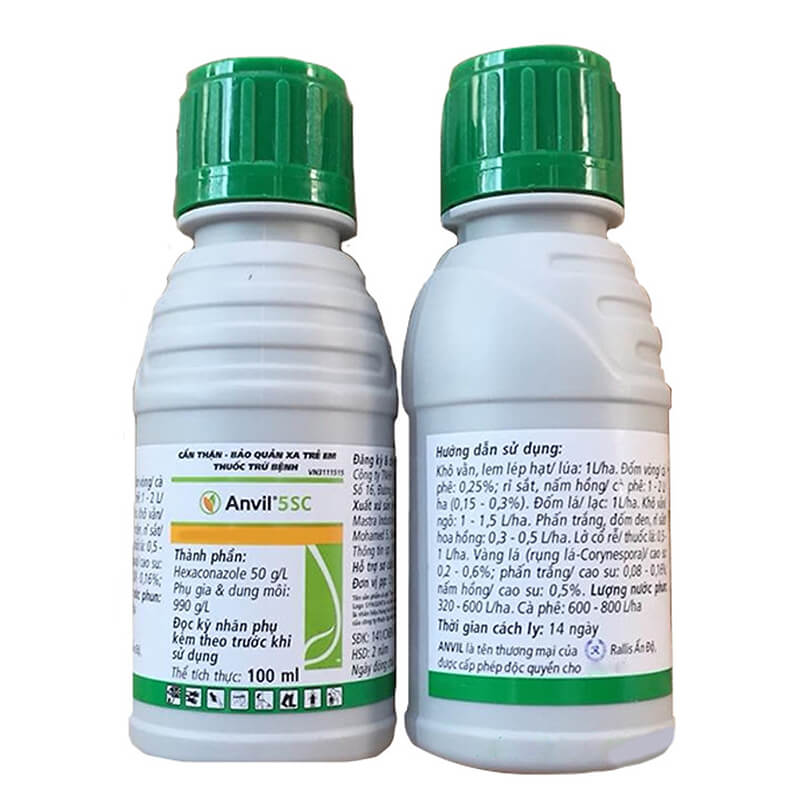 CẨN THẬN - BẢO QUẢN XA TRẺ EM
THUỐC TRỪ BỆNH
VN3111515
Anvil®5SC
Thành phần:
Hexaconazole 50 g/L
Phụ gia & dung môi:
990 g/L
Đọc kỹ nhãn phụ
kèm theo trước khi
sử dụng
Thể tích thực: 100 ml
Đăng ký &
Công ty
Số 16, Đường
Xuất xứ
Mohamed
Thông tin
Hỗ trợ
Đơn vị
HSD: 2 năm
Ngày đóng
Hướng dẫn sử dụng:
Khô vằn, lem lép hạt/ lúa: 1L/ha. Đốm vòng/ cà
phê: 0,25%; rỉ sắt, nấm hồng/ cà phê: 1 - 2 L/
ha (0,15 - 0,3%). Đốm lá/ lạc: 1L/ha. Khô vằn/
ngô: 1 - 1,5 L/ha. Phấn trắng, đốm đen, rỉ sắt/
hoa hồng: 0,3 - 0,5 L/ha. Lở cổ rễ/ thuốc lá: 0,5-
1 L/ha. Vàng lá (rụng lá-Corynespora)/ cao su:
0,2 - 0,6%; phấn trắng/ cao su: 0,08 - 0,16%,
nấm hồng/ cao su: 0,5%. Lượng nước phun:
320 -600 L/ha. Cà phê: 600 - 800 L/ha
Thời gian cách ly: 14 ngày
ANVIL là tên thương mại của Rallis Ấn Độ,
được cấp phép độc quyền cho